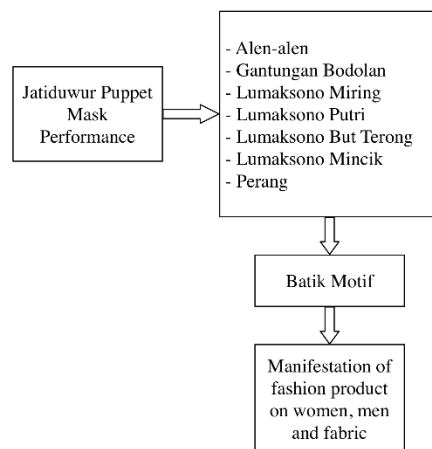 Jatiduwur Puppet
Mask
Performance
- Alen-alen
- Gantungan Bodolan
- Lumaksono Miring
- Lumaksono Putri
- Lumaksono But Terong
- Lumaksono Mincik
- Perang
Batik Motif
Manifestation of
fashion product
on women, men
and fabric